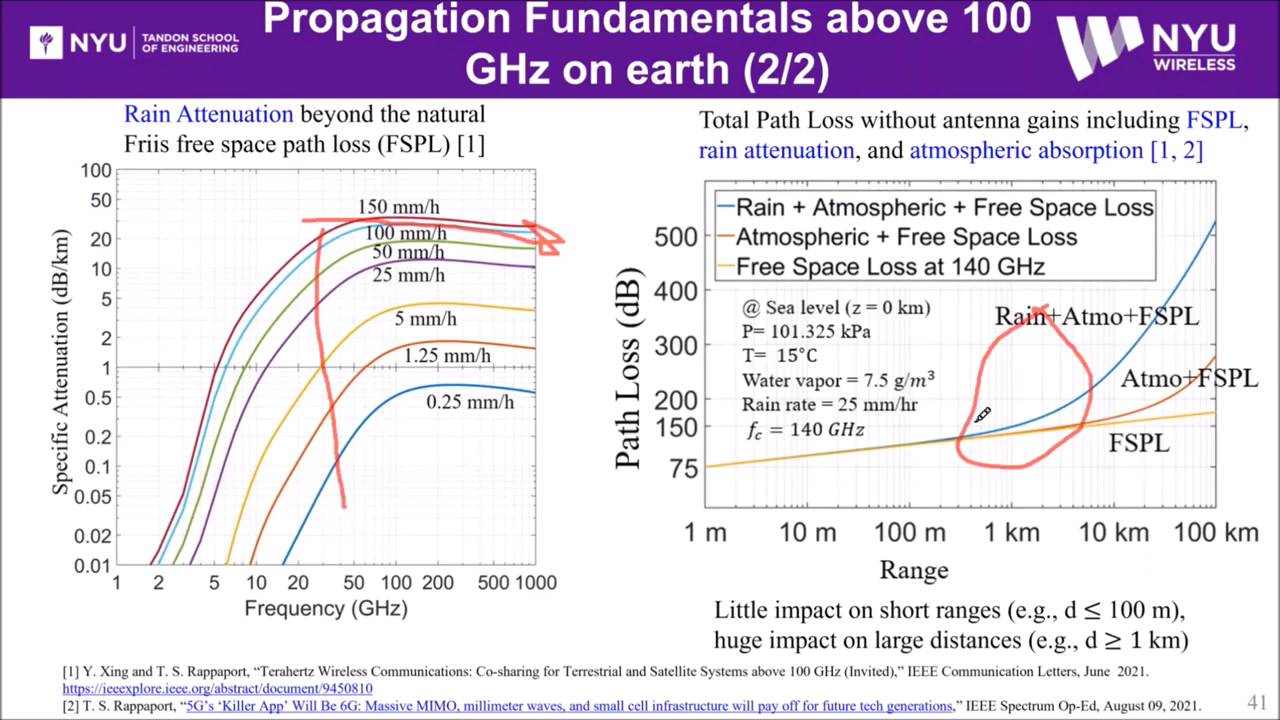 Propagation Fundamentals above 100
GHz on earth (2/2)
NYU
TANDON SCHOOL
OF ENGINEERING
NYU
WIRELESS
Rain Attenuation beyond the natural
Friis free space path loss (FSPL) [1]
100
50
20
10
5
2
1
0.5
0.2
0.1
0.05
0.02
0.01
Specific Attenuation (dB/km)
150 mm/h
100 mm/h
50 mm/h
25 mm/h
5 mm/h
1.25 mm/h
0.25 mm/h
1 2 5 10 20 50 100 200 500 1000
Frequency (GHz)
Total Path Loss without antenna gains including FSPL,
rain attenuation, and atmospheric absorption [1, 2]
Rain + Atmospheric + Free Space Loss
Atmospheric + Free Space Loss
Free Space Loss at 140 GHz
500
400
300
200
150
75
Path Loss (dB)
@ Sea level (z = 0 km)
P= 101.325 kPa
T= 15°C
Water vapor = 7.5 g/m³
Rain rate = 25 mm/hr
f_c = 140 GHz
Rain+Atmo+FSPL
Atmo+FSPL
FSPL
1 m 10 m 100 m 1 km 10 km 100 km
Range
Little impact on short ranges (e.g., d ≤ 100 m),
huge impact on large distances (e.g., d ≥ 1 km)
[1] Y. Xing and T. S. Rappaport, “Terahertz Wireless Communications: Co-sharing for Terrestrial and Satellite Systems above 100 GHz (Invited),” IEEE Communication Letters, June 2021.
https://ieeexplore.ieee.org/abstract/document/9450810
[2] T. S. Rappaport, “5G’s ‘Killer App’ Will Be 6G: Massive MIMO, millimeter waves, and small cell infrastructure will pay off for future tech generations,” IEEE Spectrum Op-Ed, August 09, 2021.
41